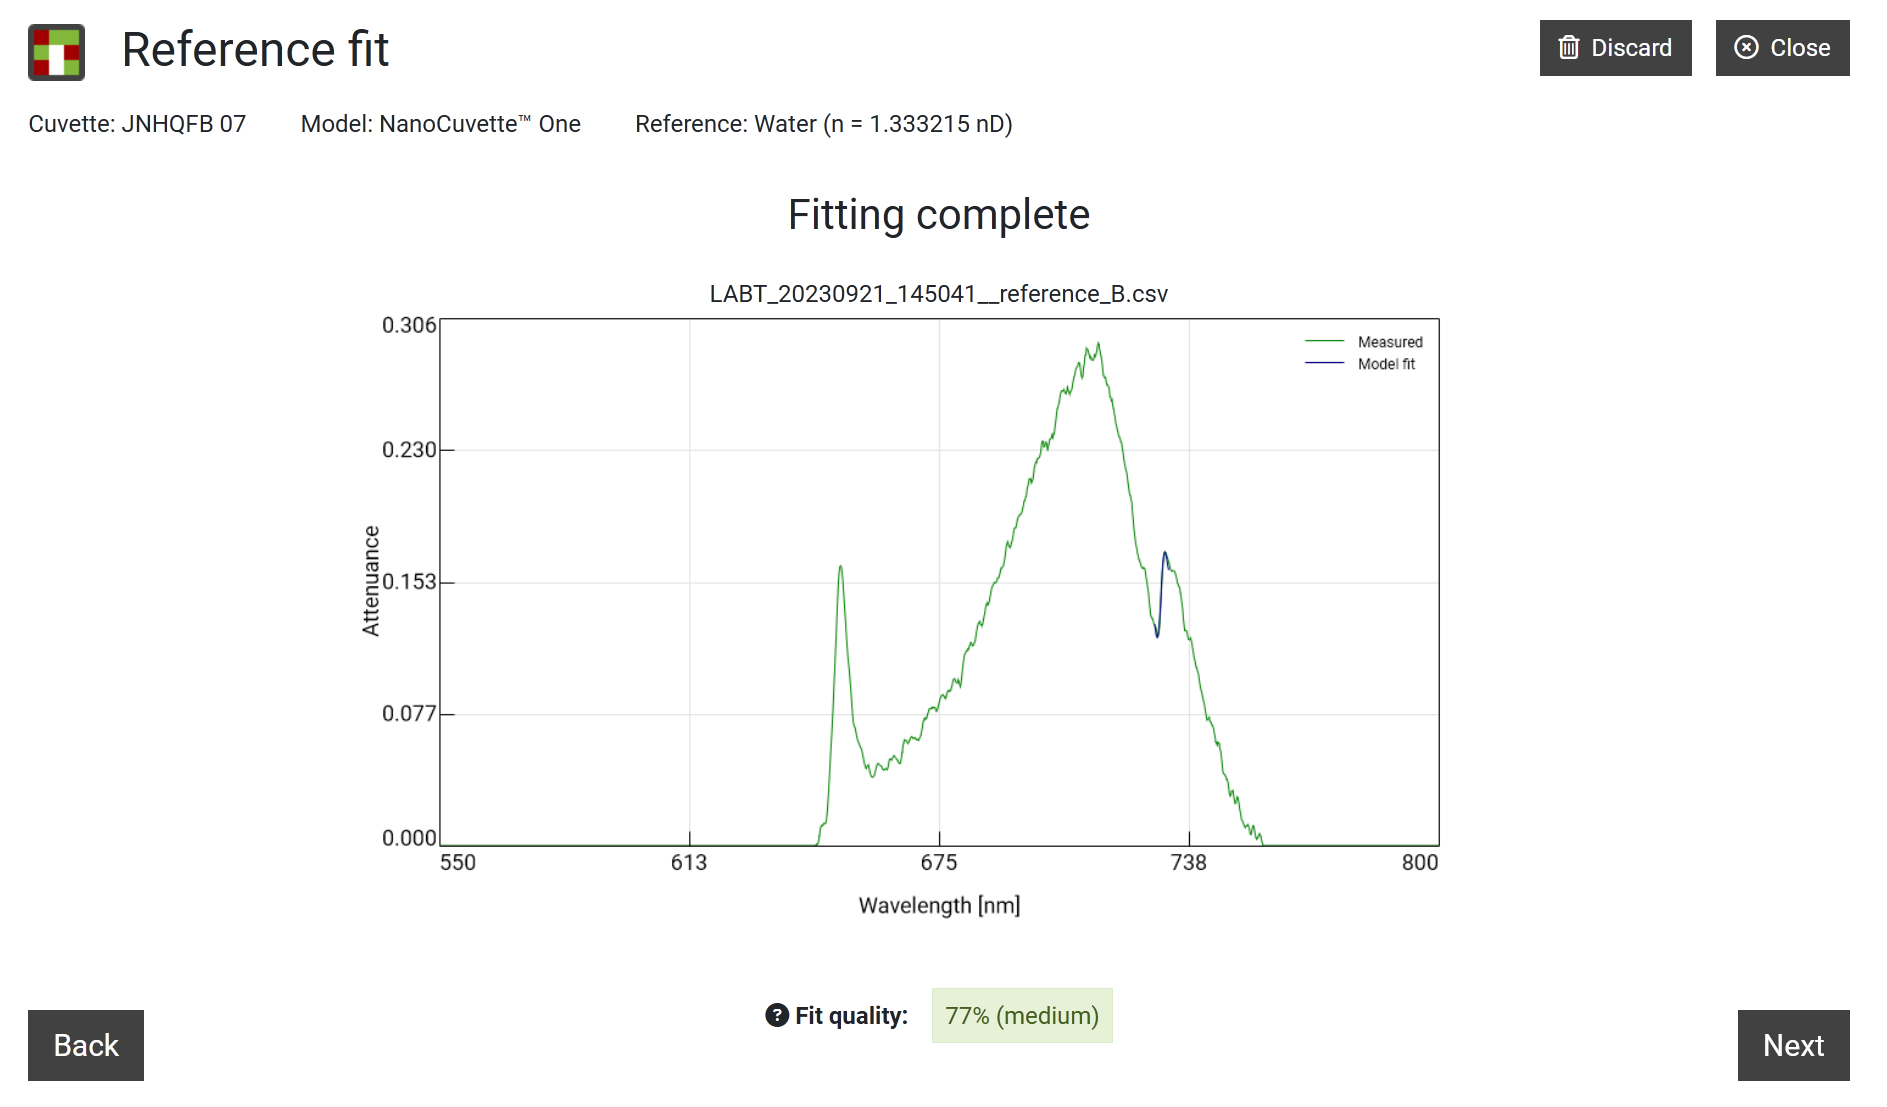 Reference fit
Discard
Close
Cuvette: JNHQFB 07
Model: NanoCuvette™ One
Reference: Water (n = 1.333215 nD)
Fitting complete
LABT_20230921_145041__reference_B.csv
0.306
0.230
0.153
0.077
0.000
Attenuance
Measured
Model fit
550
613
675
738
800
Wavelength [nm]
? Fit quality:
77% (medium)
Back
Next